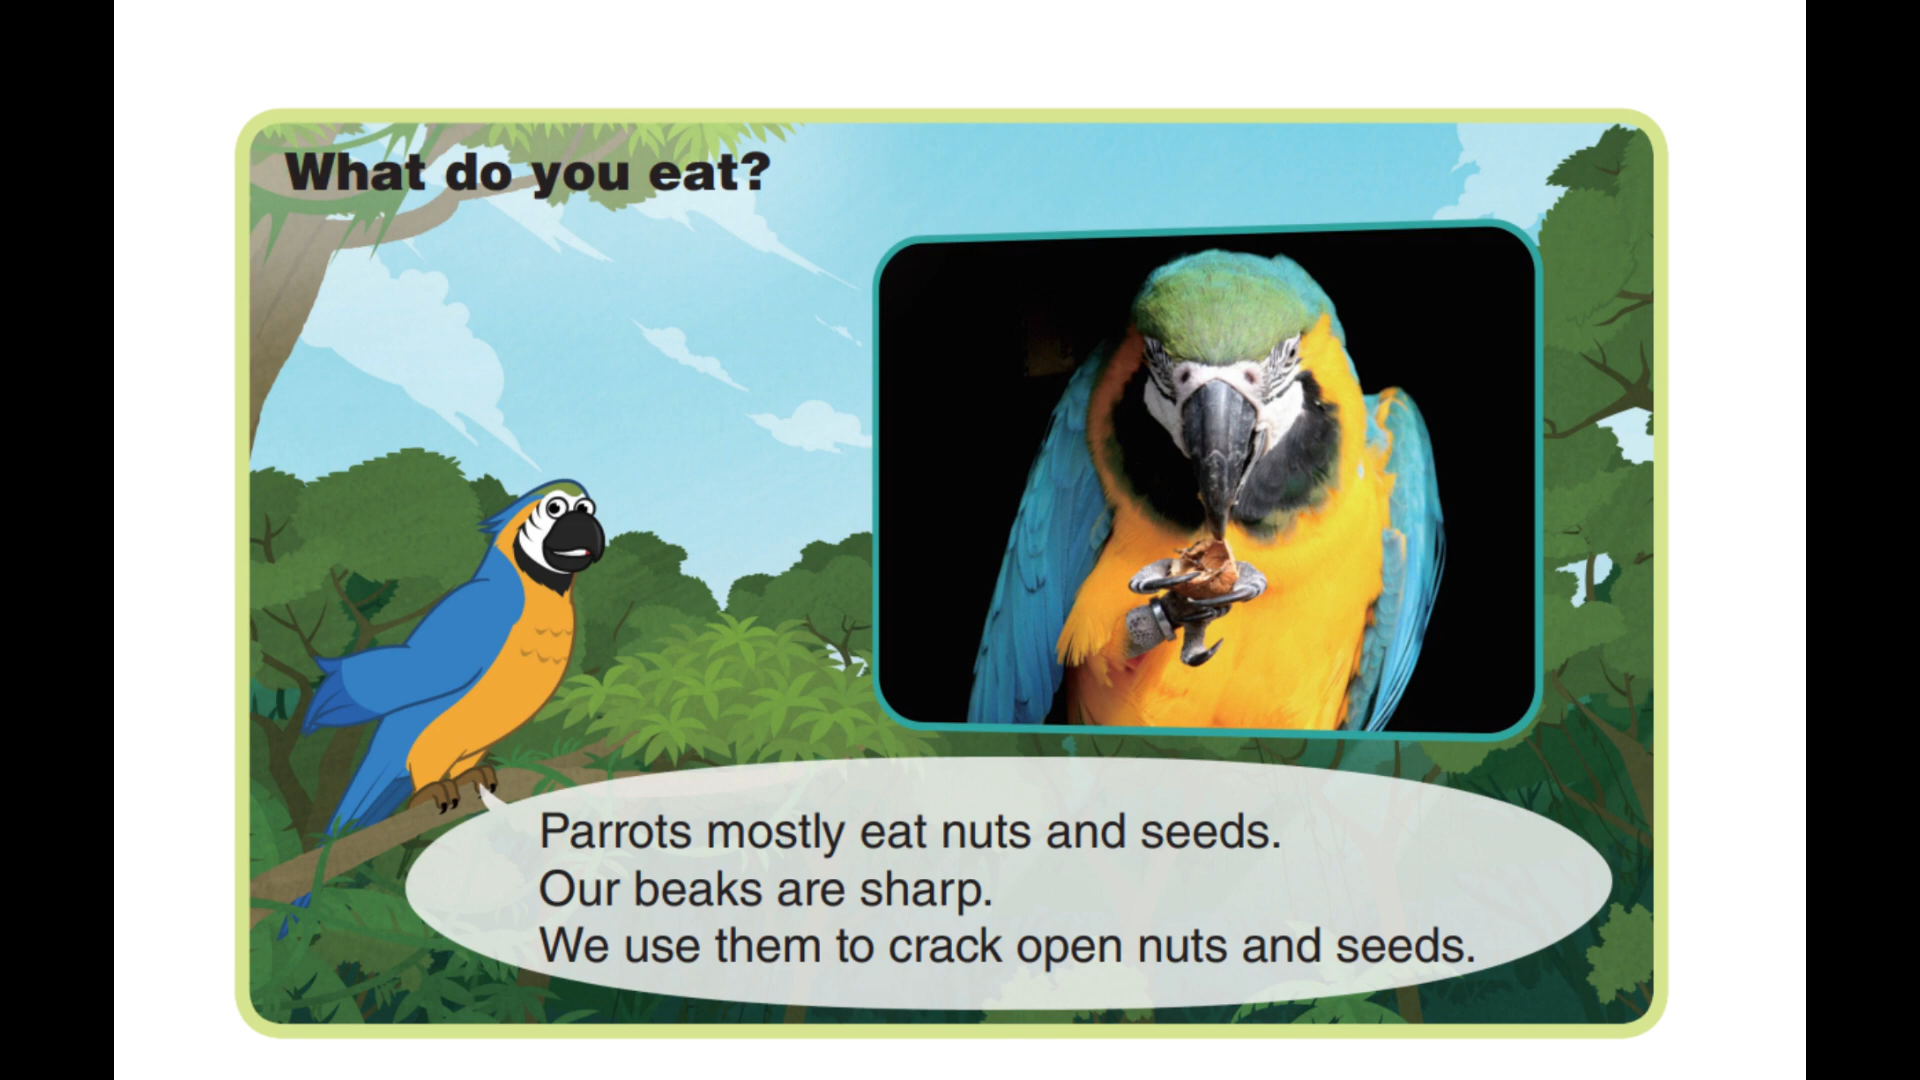 What do you eat?
Parrots mostly eat nuts and seeds.
Our beaks are sharp.
We use them to crack open nuts and seeds.